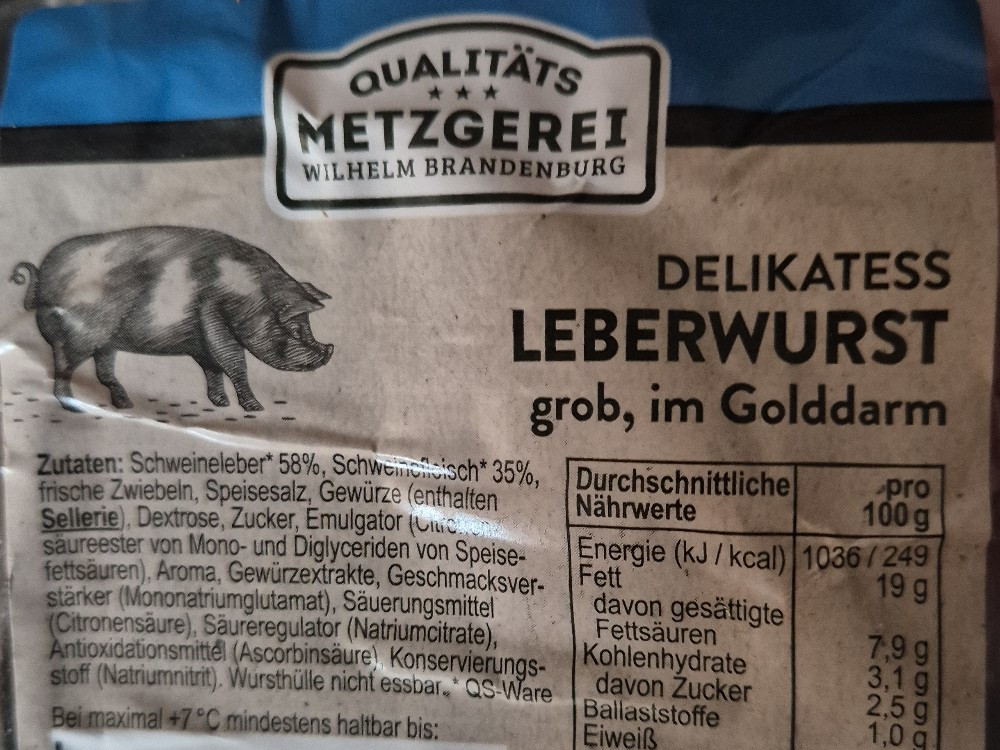 QUALITÄTS
METZGEREI
WILHELM BRANDENBURG
DELIKATESS
LEBERWURST
grob, im Golddarm
Zutaten: Schweineleber* 58%, Schweinefleisch* 35%,
frische Zwiebeln, Speisesalz, Gewürze (enthalten
Sellerie), Dextrose, Zucker, Emulgator (Citronen-
säureester von Mono- und Diglyceriden von Speise-
fettsäuren), Aroma, Gewürzextrakte, Geschmacksver-
stärker (Mononatriumglutamat), Säuerungsmittel
(Citronensäure), Säureregulator (Natriumcitrate),
Antioxidationsmittel (Ascorbinsäure), Konservierungs-
stoff (Natriumnitrit). Wursthülle nicht essbar. * QS-Ware
Bei maximal +7 °C mindestens haltbar bis:
Durchschnittliche pro
Nährwerte 100 g
Energie (kJ / kcal) 1036 / 249
Fett 19 g
davon gesättigte
Fettsäuren 7,9 g
Kohlenhydrate 3,1 g
davon Zucker 2,5 g
Ballaststoffe 1,0 g
Eiweiß